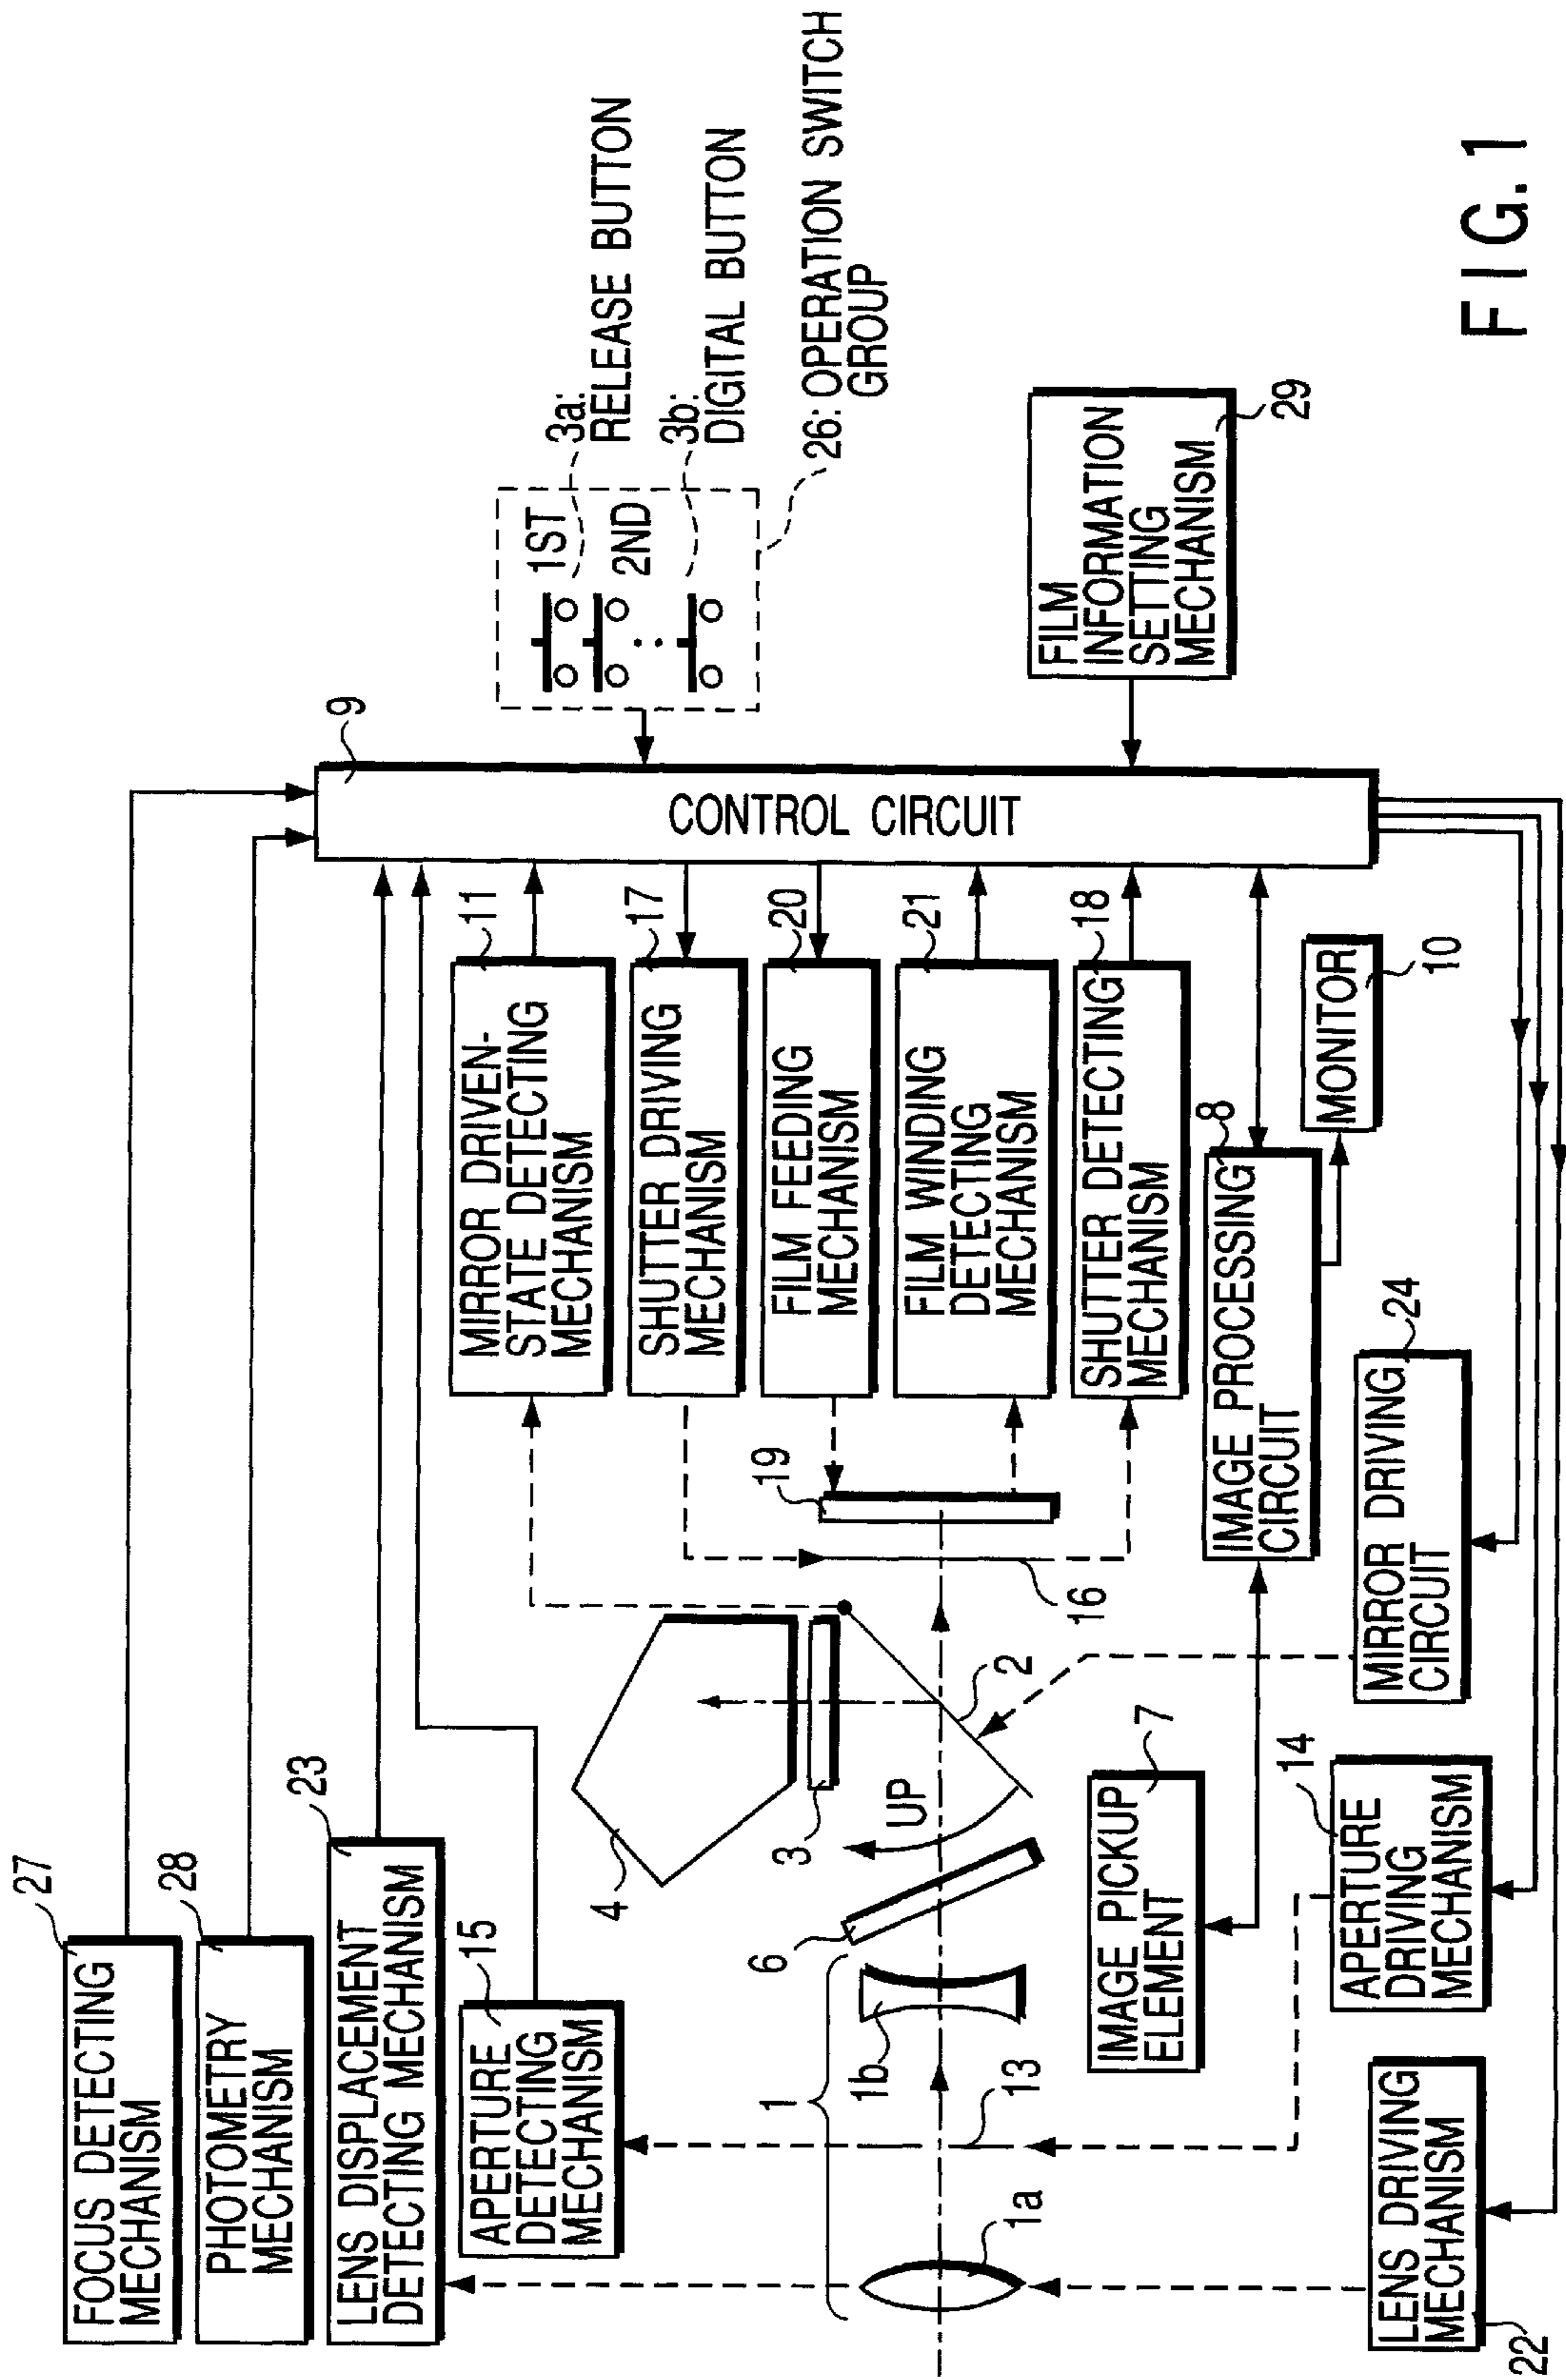 27
FOCUS DETECTING
MECHANISM
28
PHOTOMETRY
MECHANISM
23
LENS DISPLACEMENT
DETECTING MECHANISM
15
APERTURE
DETECTING
MECHANISM
9
CONTROL CIRCUIT
11
MIRROR DRIVEN-
STATE DETECTING
MECHANISM
17
SHUTTER DRIVING
MECHANISM
20
FILM FEEDING
MECHANISM
21
FILM WINDING
DETECTING
MECHANISM
18
SHUTTER DETECTING
MECHANISM
8
IMAGE PROCESSING
CIRCUIT
MONITOR
10
1ST
2ND
3a:
RELEASE BUTTON
3b:
DIGITAL BUTTON
26: OPERATION SWITCH
GROUP
FILM
INFORMATION
SETTING
MECHANISM
29
4
3
UP
2
6
1
1b
1a
13
16
19
7
IMAGE PICKUP
ELEMENT
24
MIRROR DRIVING
CIRCUIT
14
APERTURE
DRIVING
MECHANISM
LENS DRIVING
MECHANISM
22
FIG. 1